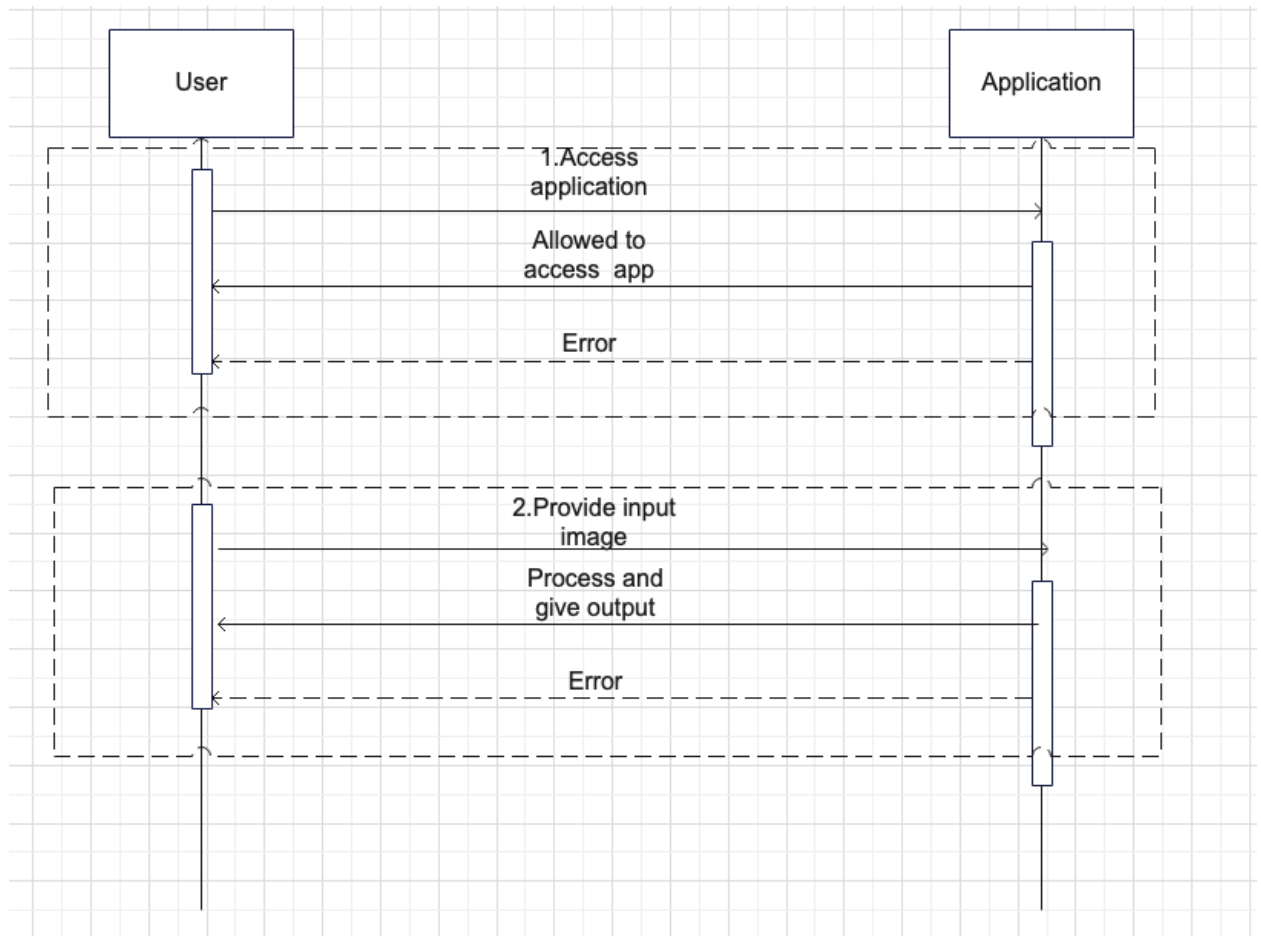 User
Application
1.Access
application
Allowed to
access app
Error
2.Provide input
image
Process and
give output
Error